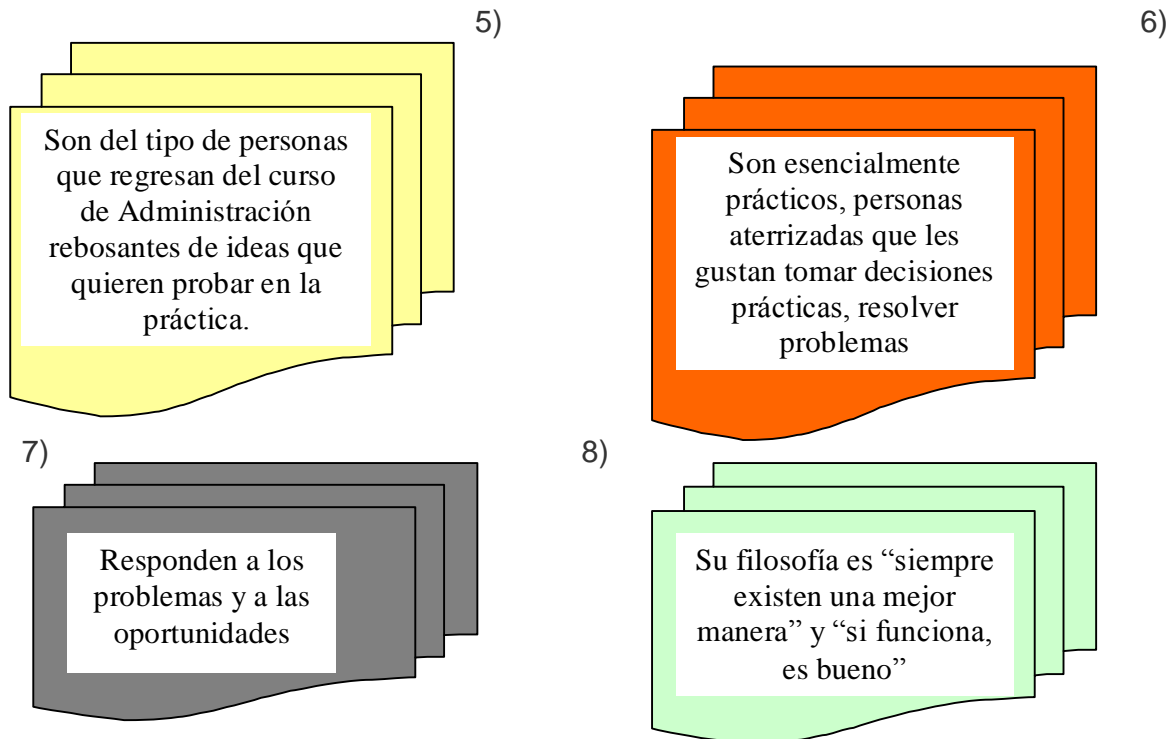 5)
Son del tipo de personas
que regresan del curso
de Administración
rebosantes de ideas que
quieren probar en la
práctica.
6)
Son esencialmente
prácticos, personas
aterrizadas que les
gustan tomar decisiones
prácticas, resolver
problemas
7)
Responden a los
problemas y a las
oportunidades
8)
Su filosofía es “siempre
existen una mejor
manera” y “si funciona,
es bueno”